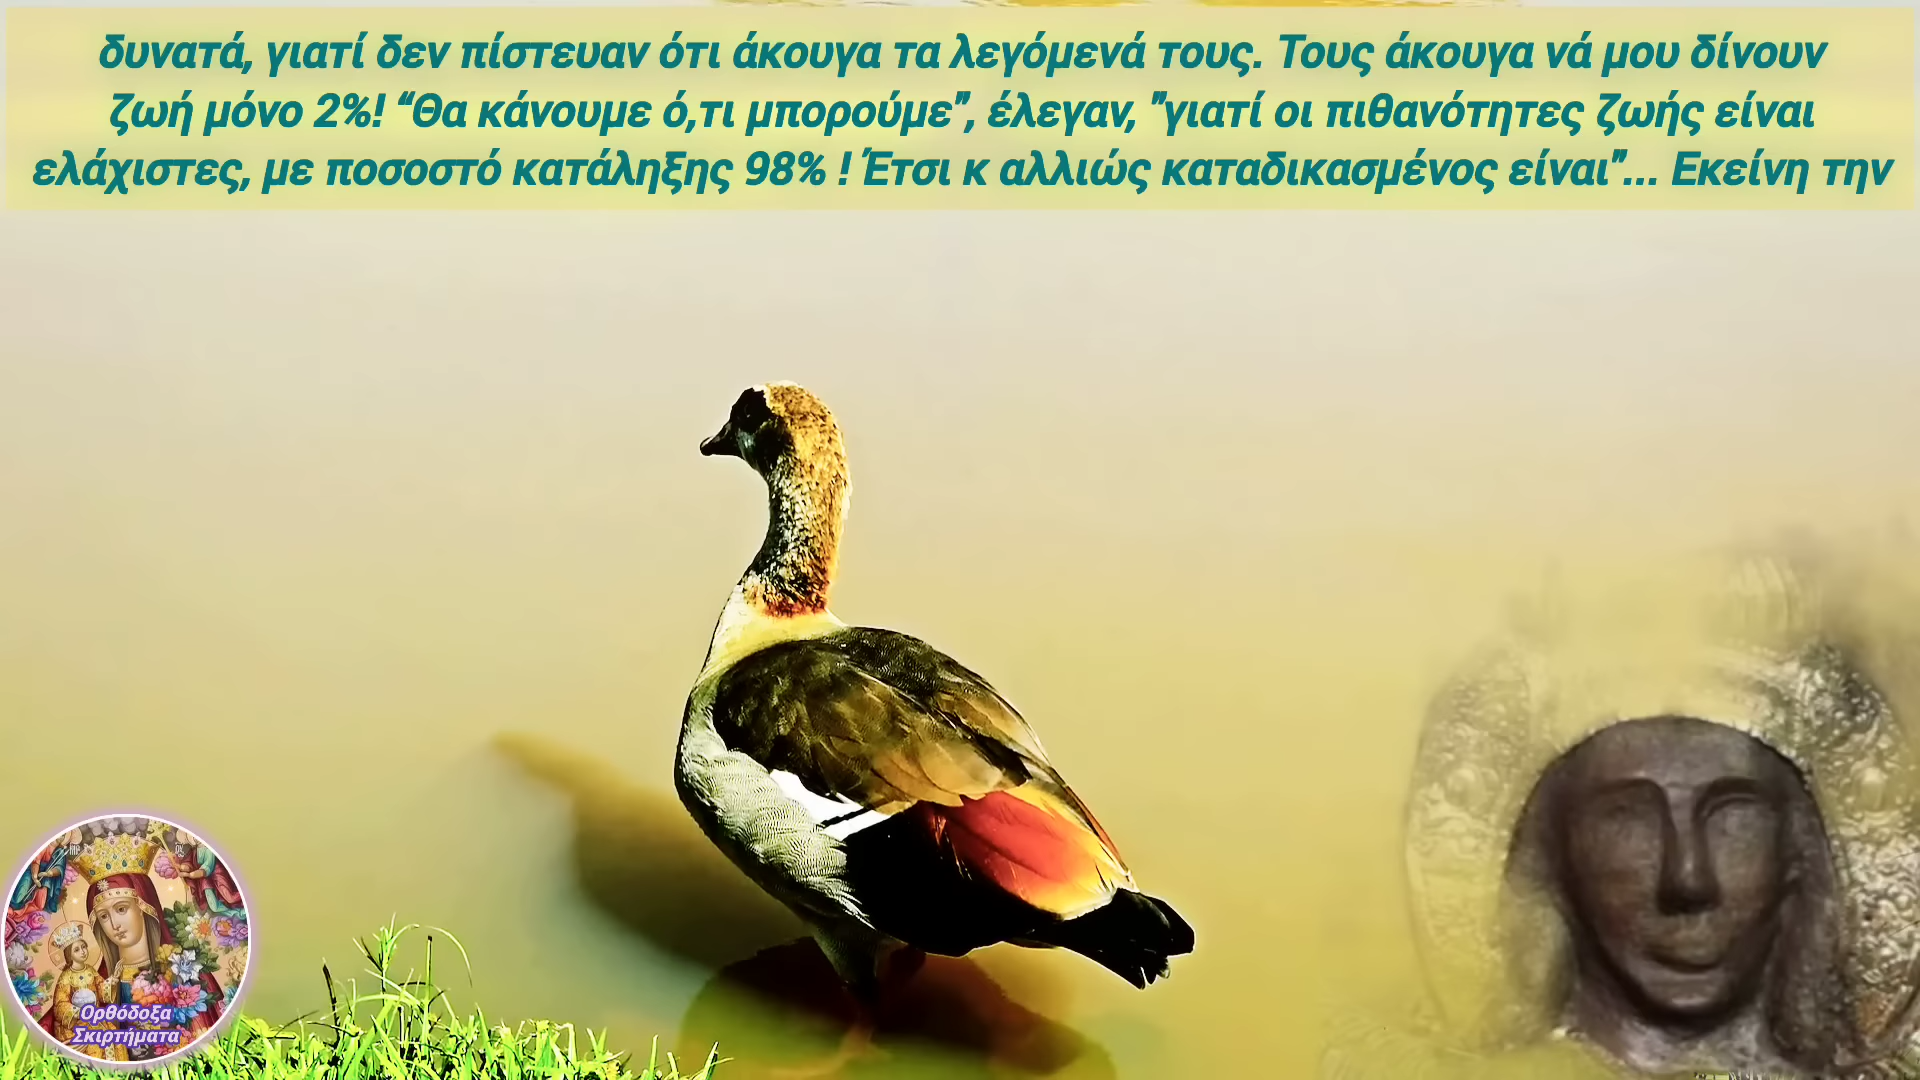 δυνατά, γιατί δεν πίστευαν ότι άκουγα τα λεγόμενά τους. Τους άκουγα νά μου δίνουν
ζωή μόνο 2%! “Θα κάνουμε ό,τι μπορούμε", έλεγαν, "γιατί οι πιθανότητες ζωής είναι
ελάχιστες, με ποσοστό κατάληξης 98% ! Έτσι κ αλλιώς καταδικασμένος είναι"... Εκείνη την
Ορθόδοξα
Σκιρτήματα